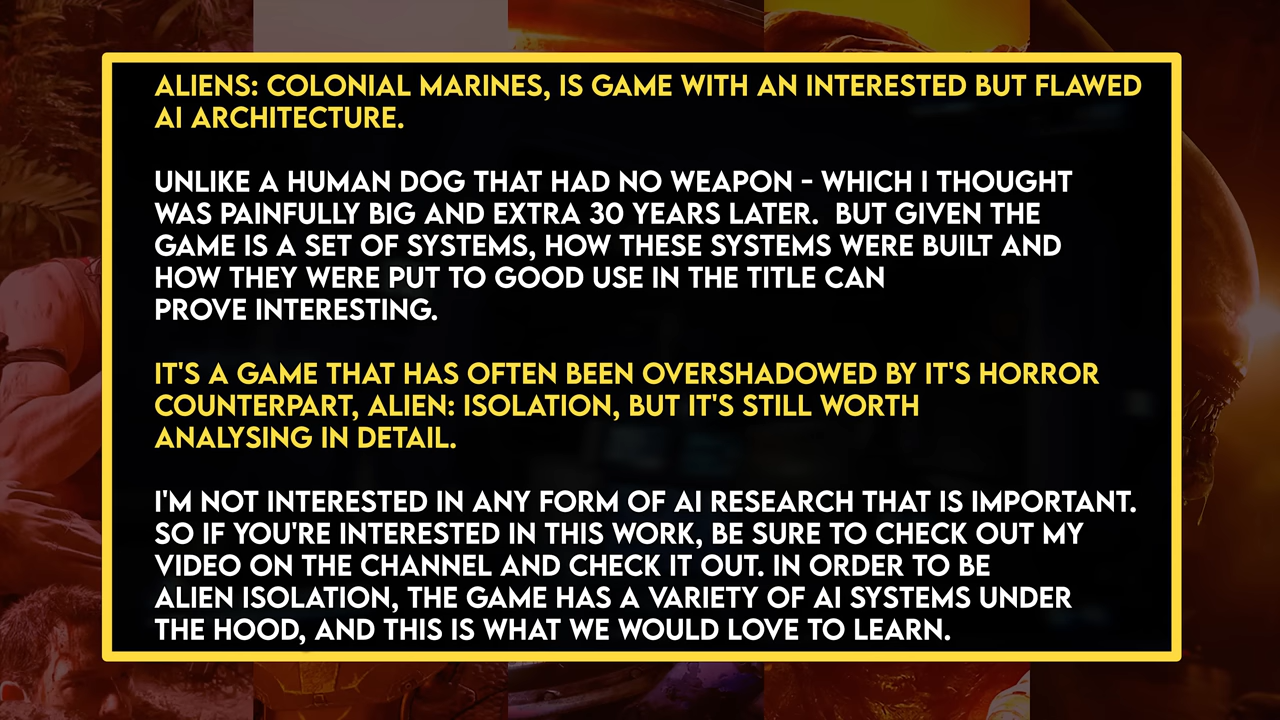 ALIENS: COLONIAL MARINES, IS GAME WITH AN INTERESTED BUT FLAWED
AI ARCHITECTURE.
UNLIKE A HUMAN DOG THAT HAD NO WEAPON - WHICH I THOUGHT
WAS PAINFULLY BIG AND EXTRA 30 YEARS LATER. BUT GIVEN THE
GAME IS A SET OF SYSTEMS, HOW THESE SYSTEMS WERE BUILT AND
HOW THEY WERE PUT TO GOOD USE IN THE TITLE CAN
PROVE INTERESTING.
IT'S A GAME THAT HAS OFTEN BEEN OVERSHADOWED BY IT'S HORROR
COUNTERPART, ALIEN: ISOLATION, BUT IT'S STILL WORTH
ANALYSING IN DETAIL.
I'M NOT INTERESTED IN ANY FORM OF AI RESEARCH THAT IS IMPORTANT.
SO IF YOU'RE INTERESTED IN THIS WORK, BE SURE TO CHECK OUT MY
VIDEO ON THE CHANNEL AND CHECK IT OUT. IN ORDER TO BE
ALIEN ISOLATION, THE GAME HAS A VARIETY OF AI SYSTEMS UNDER
THE HOOD, AND THIS IS WHAT WE WOULD LOVE TO LEARN.